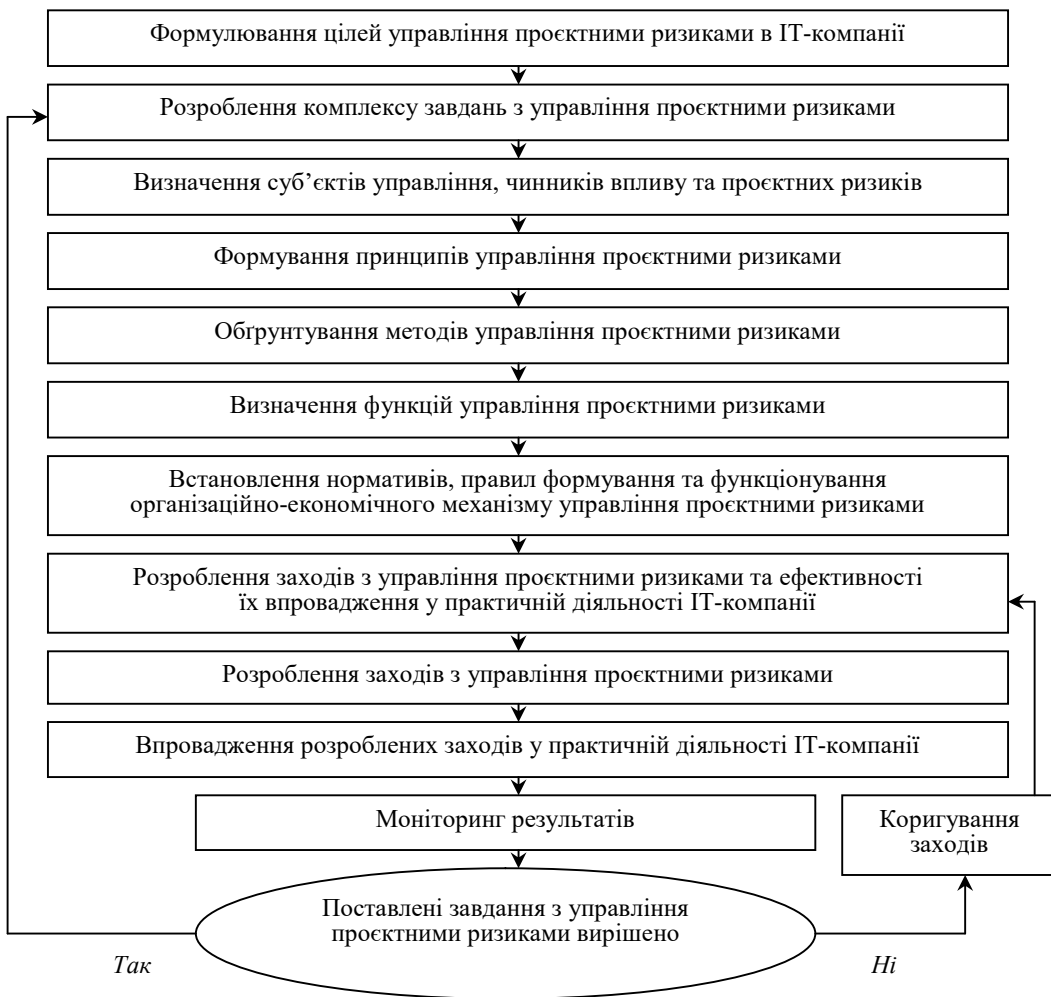 Формулювання цілей управління проєктними ризиками в ІТ-компанії
Розроблення комплексу завдань з управління проєктними ризиками
Визначення суб’єктів управління, чинників впливу та проєктних ризиків
Формування принципів управління проєктними ризиками
Обґрунтування методів управління проєктними ризиками
Визначення функцій управління проєктними ризиками
Встановлення нормативів, правил формування та функціонування
організаційно-економічного механізму управління проєктними ризиками
Розроблення заходів з управління проєктними ризиками та ефективності
їх впровадження у практичній діяльності ІТ-компанії
Розроблення заходів з управління проєктними ризиками
Впровадження розроблених заходів у практичній діяльності ІТ-компанії
Моніторинг результатів
Коригування
заходів
Поставлені завдання з управління
проєктними ризиками вирішено
Так
Ні